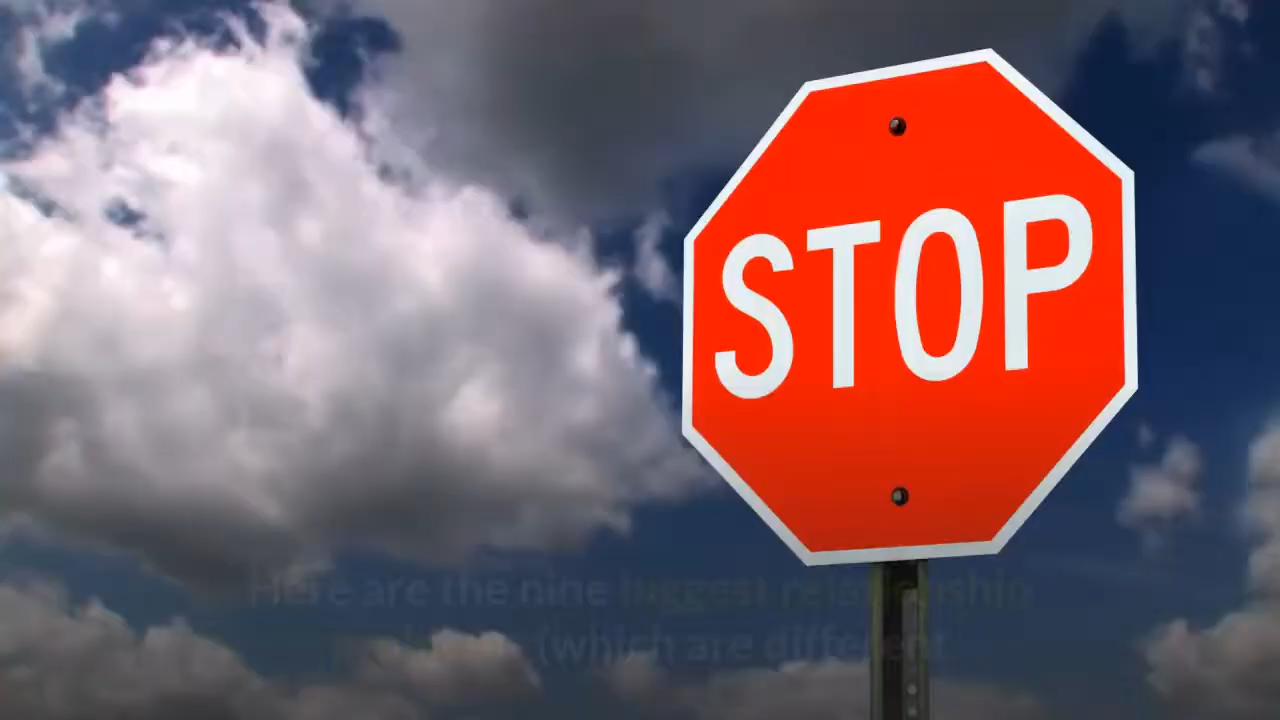 STOP
Here are the nine biggest relationship
(which are different